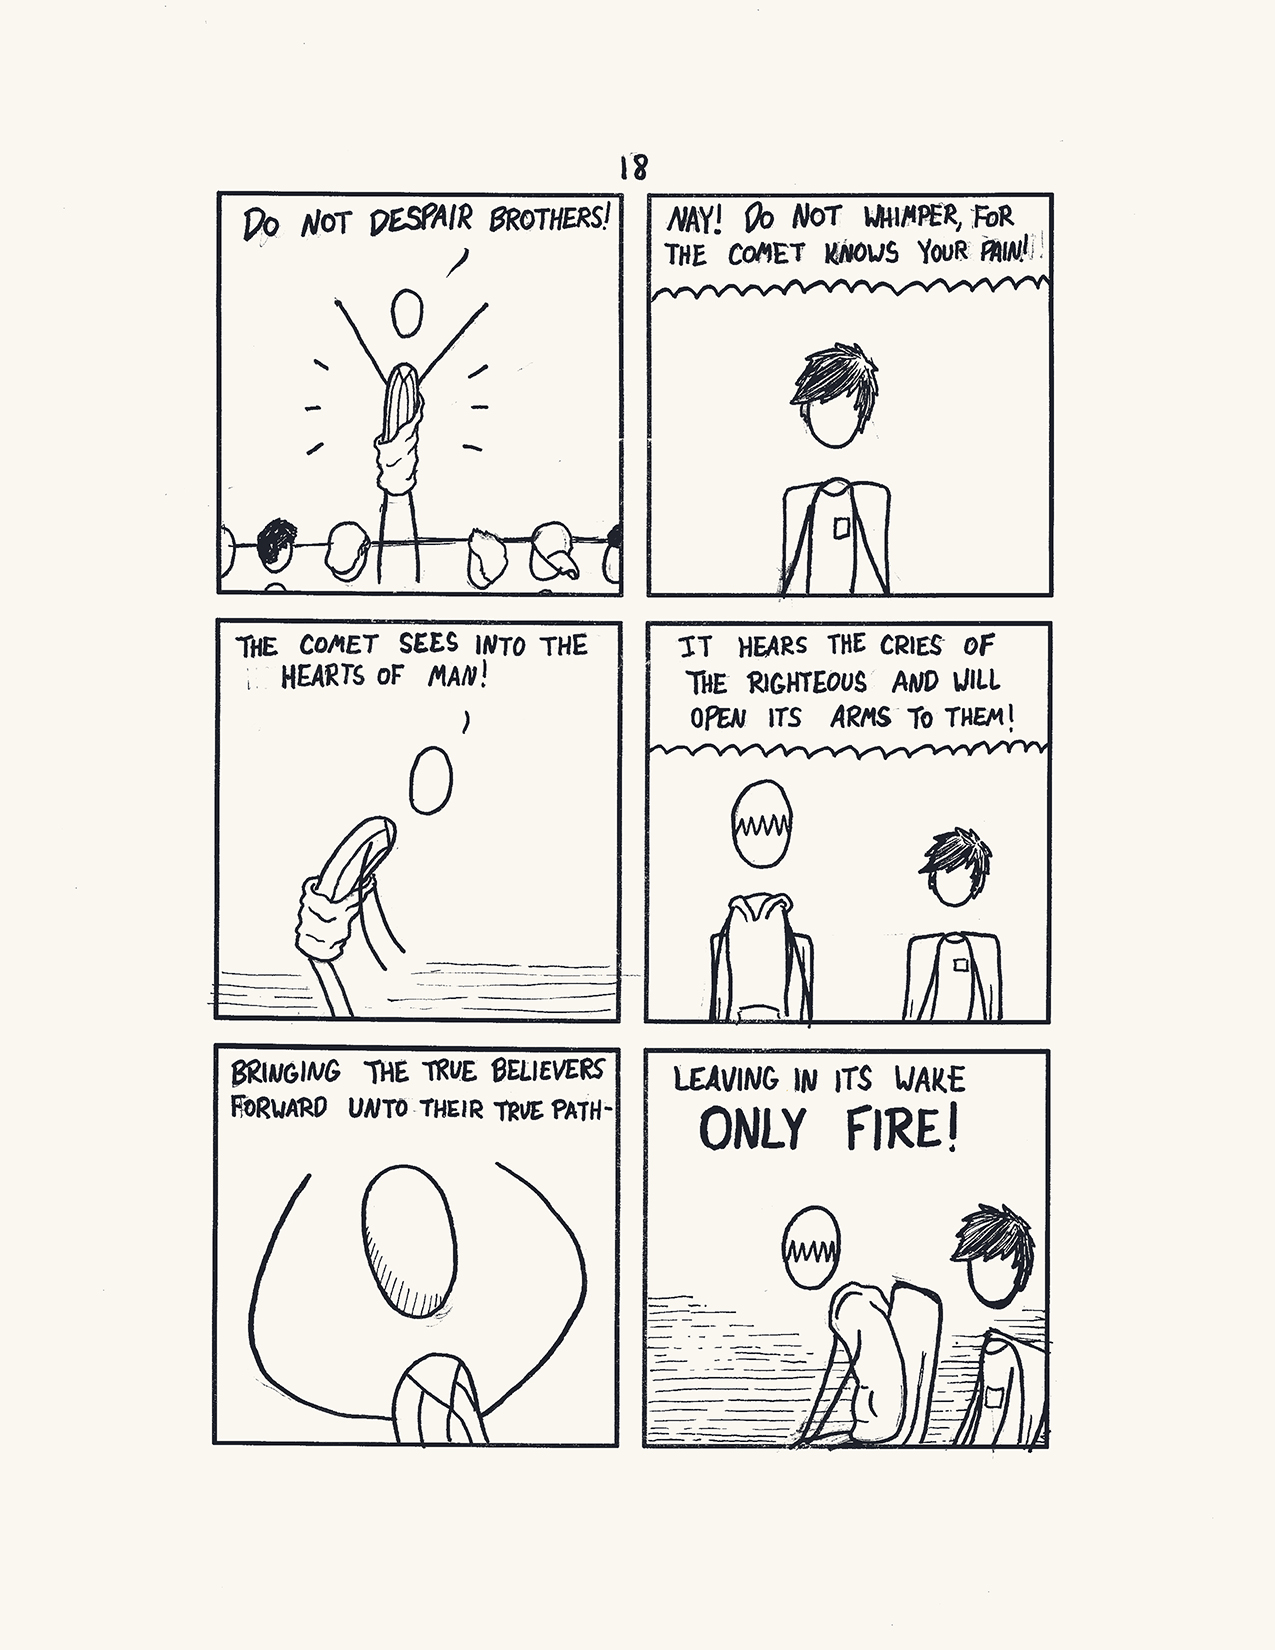 18
DO NOT DESPAIR BROTHERS!
NAY! DO NOT WHIMPER, FOR
THE COMET KNOWS YOUR PAIN!
THE COMET SEES INTO THE
HEARTS OF MAN!
IT HEARS THE CRIES OF
THE RIGHTEOUS AND WILL
OPEN ITS ARMS TO THEM!
BRINGING THE TRUE BELIEVERS
FORWARD UNTO THEIR TRUE PATH-
LEAVING IN ITS WAKE
ONLY FIRE!